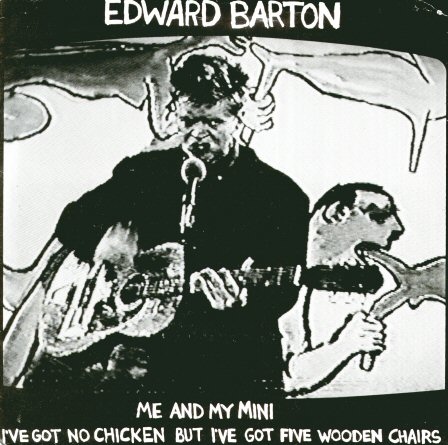 EDWARD BARTON
ME AND MY MINI
I'VE GOT NO CHICKEN BUT I'VE GOT FIVE WOODEN CHAIRS